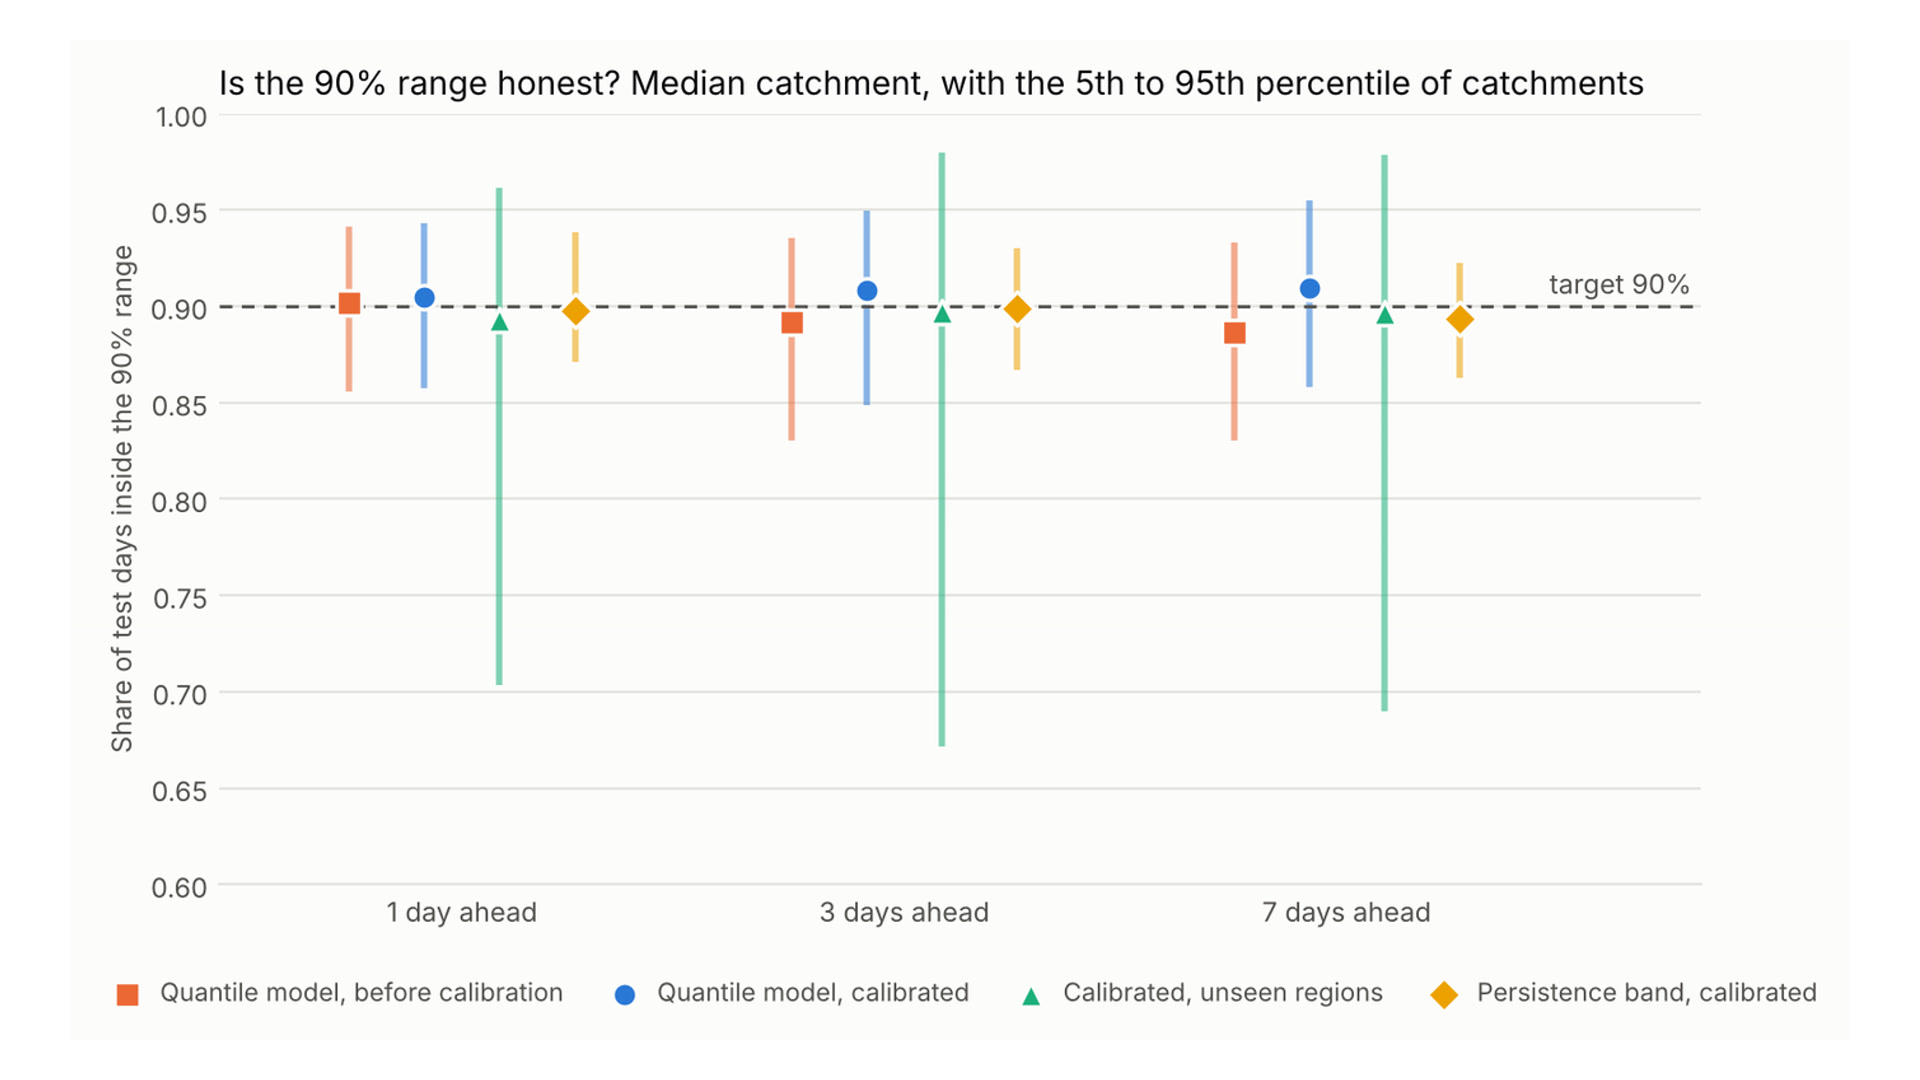 Is the 90% range honest? Median catchment, with the 5th to 95th percentile of catchments
Share of test days inside the 90% range
1.00
0.95
0.90
0.85
0.80
0.75
0.70
0.65
0.60
target 90%
1 day ahead
3 days ahead
7 days ahead
Quantile model, before calibration
Quantile model, calibrated
Calibrated, unseen regions
Persistence band, calibrated